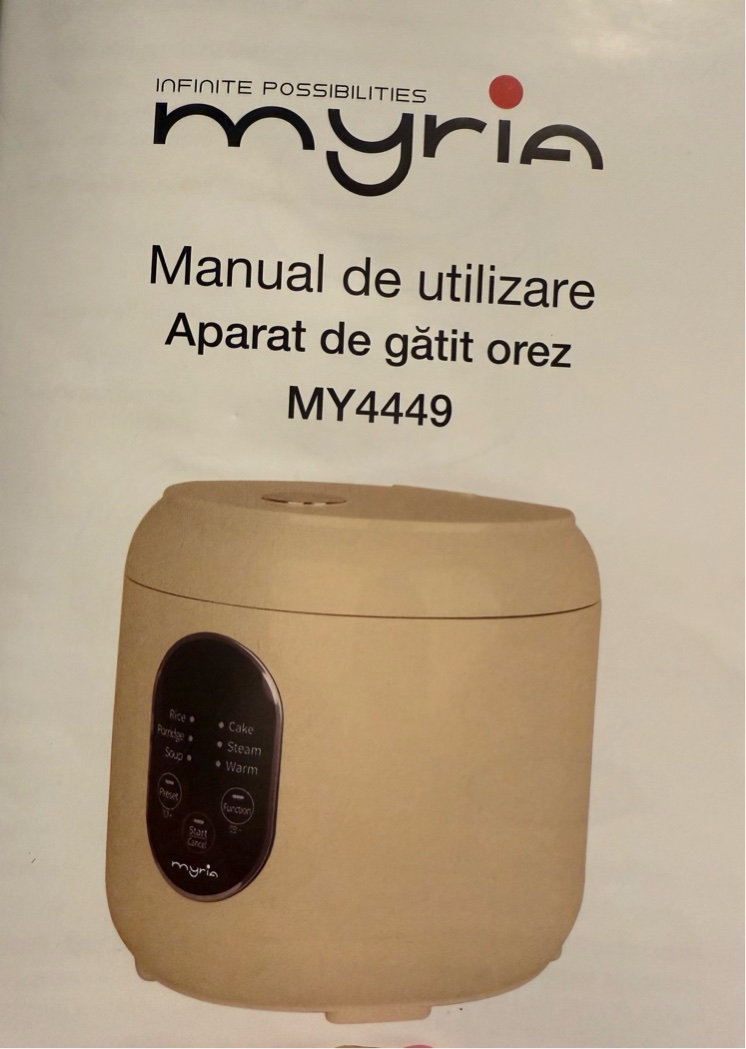 INFINITE POSSIBILITIES
myria
Manual de utilizare
Aparat de gătit orez
MY4449
Rice
Cake
Porridge
Steam
Soup
Warm
Preset
Function
Start
Cancel
myria